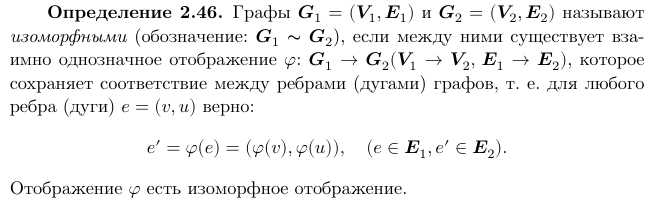 Определение 2.46. Графы G₁ = (V₁, E₁) и G₂ = (V₂, E₂) называют
изоморфными (обозначение: G₁ ∼ G₂), если между ними существует вза-
имно однозначное отображение φ: G₁ → G₂(V₁ → V₂, E₁ → E₂), которое
сохраняет соответствие между ребрами (дугами) графов, т. е. для любого
ребра (дуги) e = (v, u) верно:
e′ = φ(e) = (φ(v), φ(u)), (e ∈ E₁, e′ ∈ E₂).
Отображение φ есть изоморфное отображение.